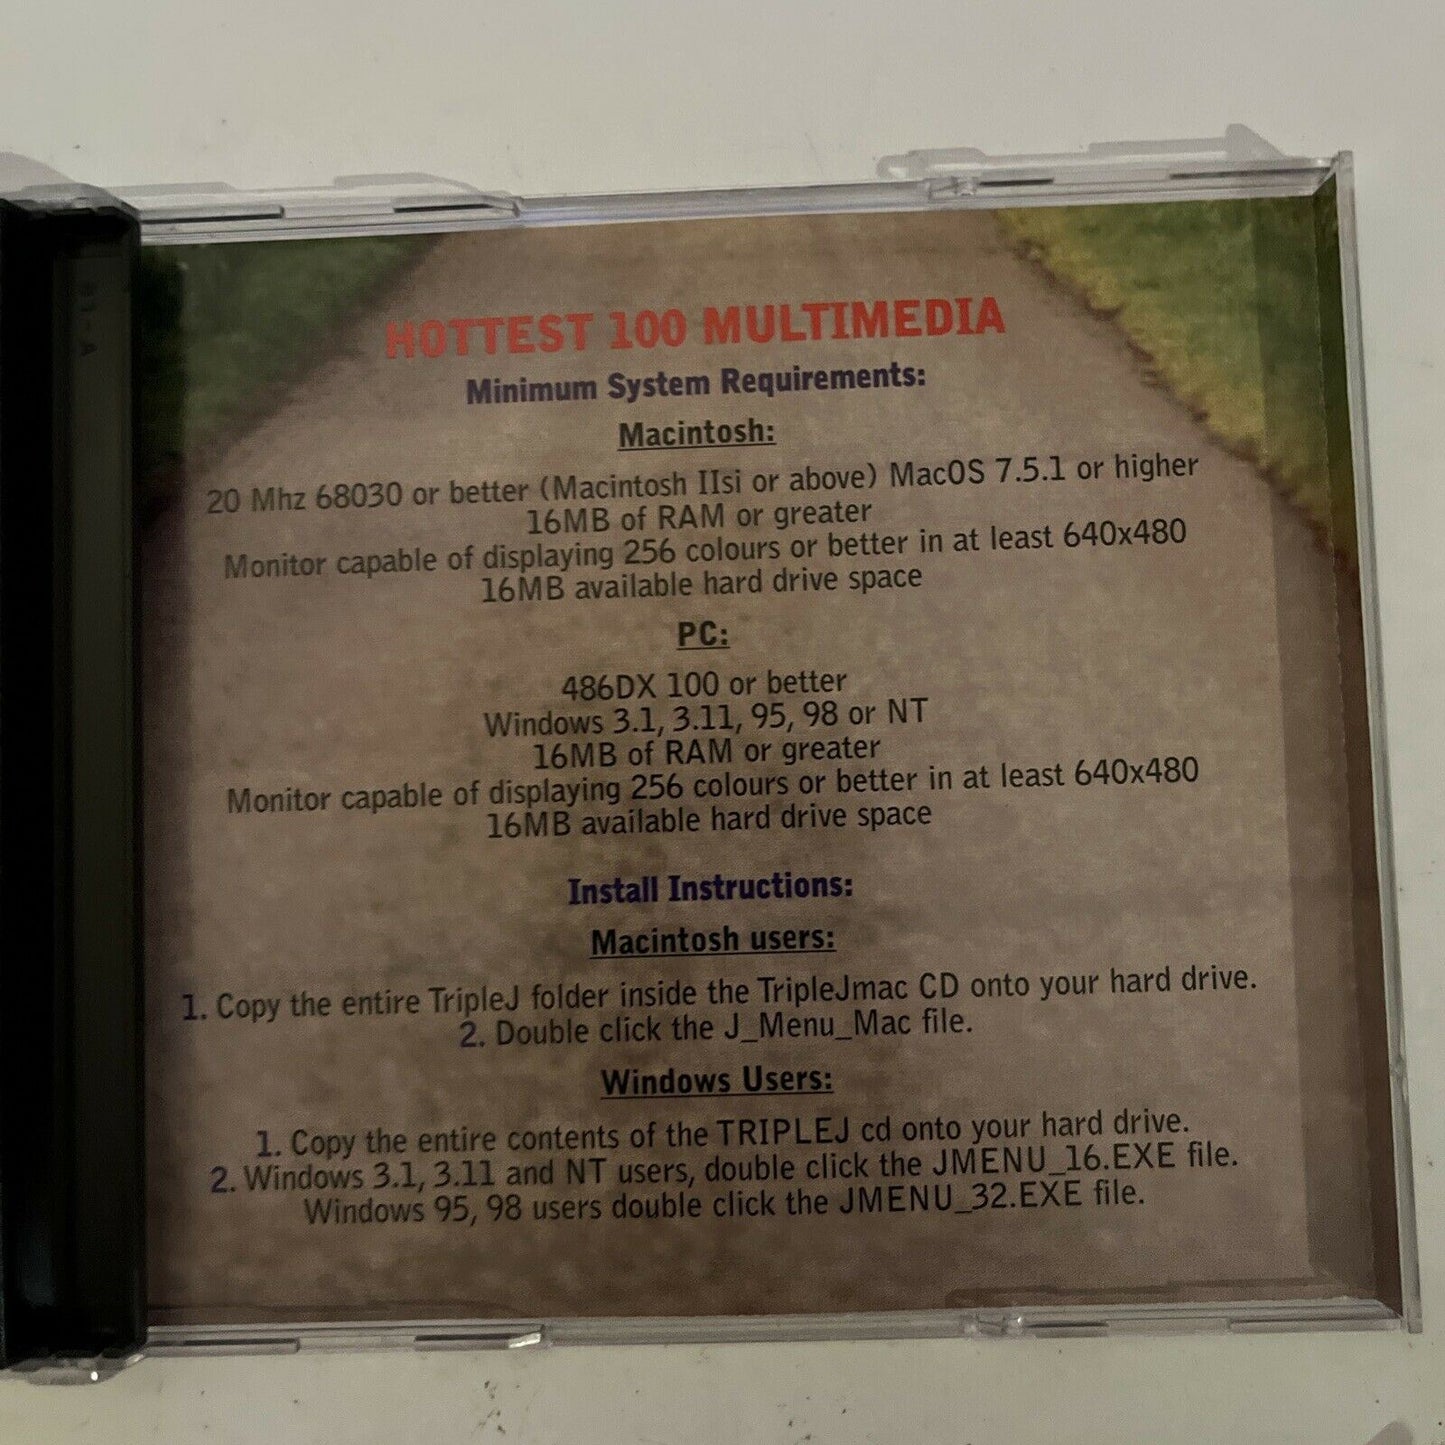 HOTTEST 100 MULTIMEDIA
Minimum System Requirements:
Macintosh:
20 Mhz 68030 or better (Macintosh IIsi or above) MacOS 7.5.1 or higher
16MB of RAM or greater
Monitor capable of displaying 256 colours or better in at least 640x480
16MB available hard drive space
PC:
486DX 100 or better
Windows 3.1, 3.11, 95, 98 or NT
16MB of RAM or greater
Monitor capable of displaying 256 colours or better in at least 640x480
16MB available hard drive space
Install Instructions:
Macintosh users:
1. Copy the entire TripleJ folder inside the TripleJmac CD onto your hard drive.
2. Double click the J_Menu_Mac file.
Windows Users:
1. Copy the entire contents of the TRIPLEJ cd onto your hard drive.
2. Windows 3.1, 3.11 and NT users, double click the JMENU_16.EXE file.
Windows 95, 98 users double click the JMENU_32.EXE file.